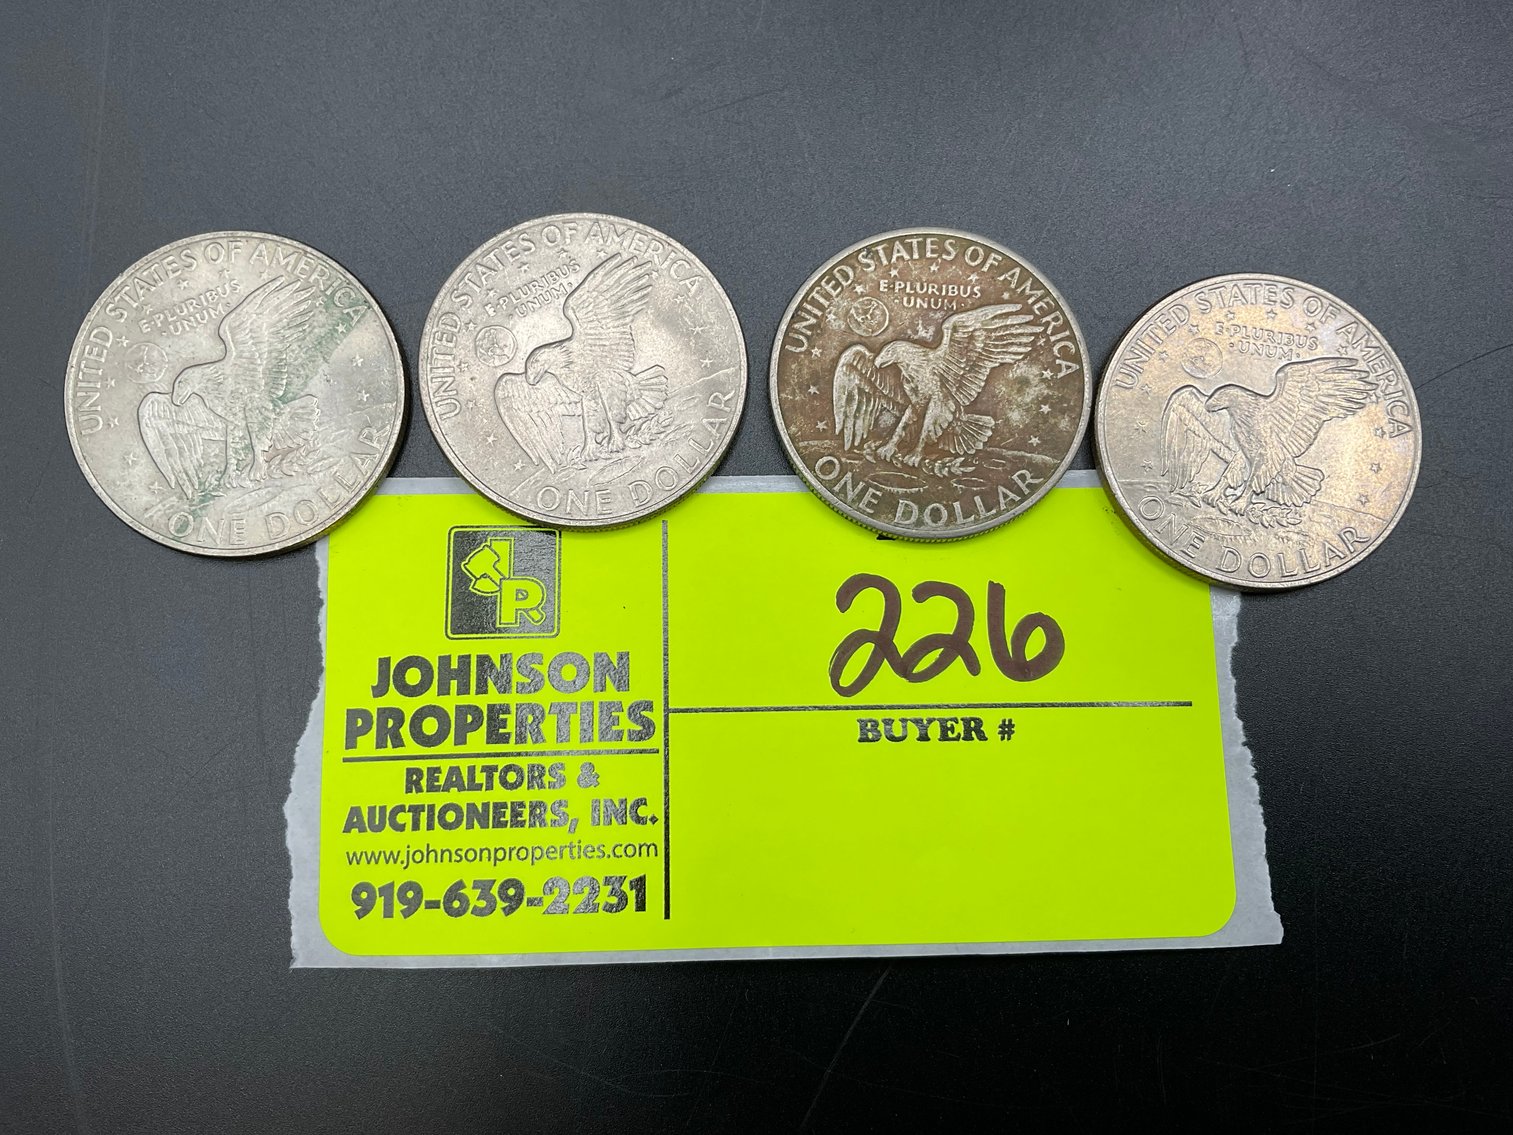 UNITED STATES OF AMERICA
E·PLURIBUS
·UNUM·
ONE DOLLAR
UNITED STATES OF AMERICA
E·PLURIBUS
UNUM·
ONE DOLLAR
UNITED STATES OF AMERICA
E·PLURIBUS
·UNUM·
ONE DOLLAR
UNITED STATES OF AMERICA
E·PLURIBUS
·UNUM·
ONE DOLLAR
JR
JOHNSON
PROPERTIES
REALTORS &
AUCTIONEERS, INC.
www.johnsonproperties.com
919-639-2231
226
BUYER #